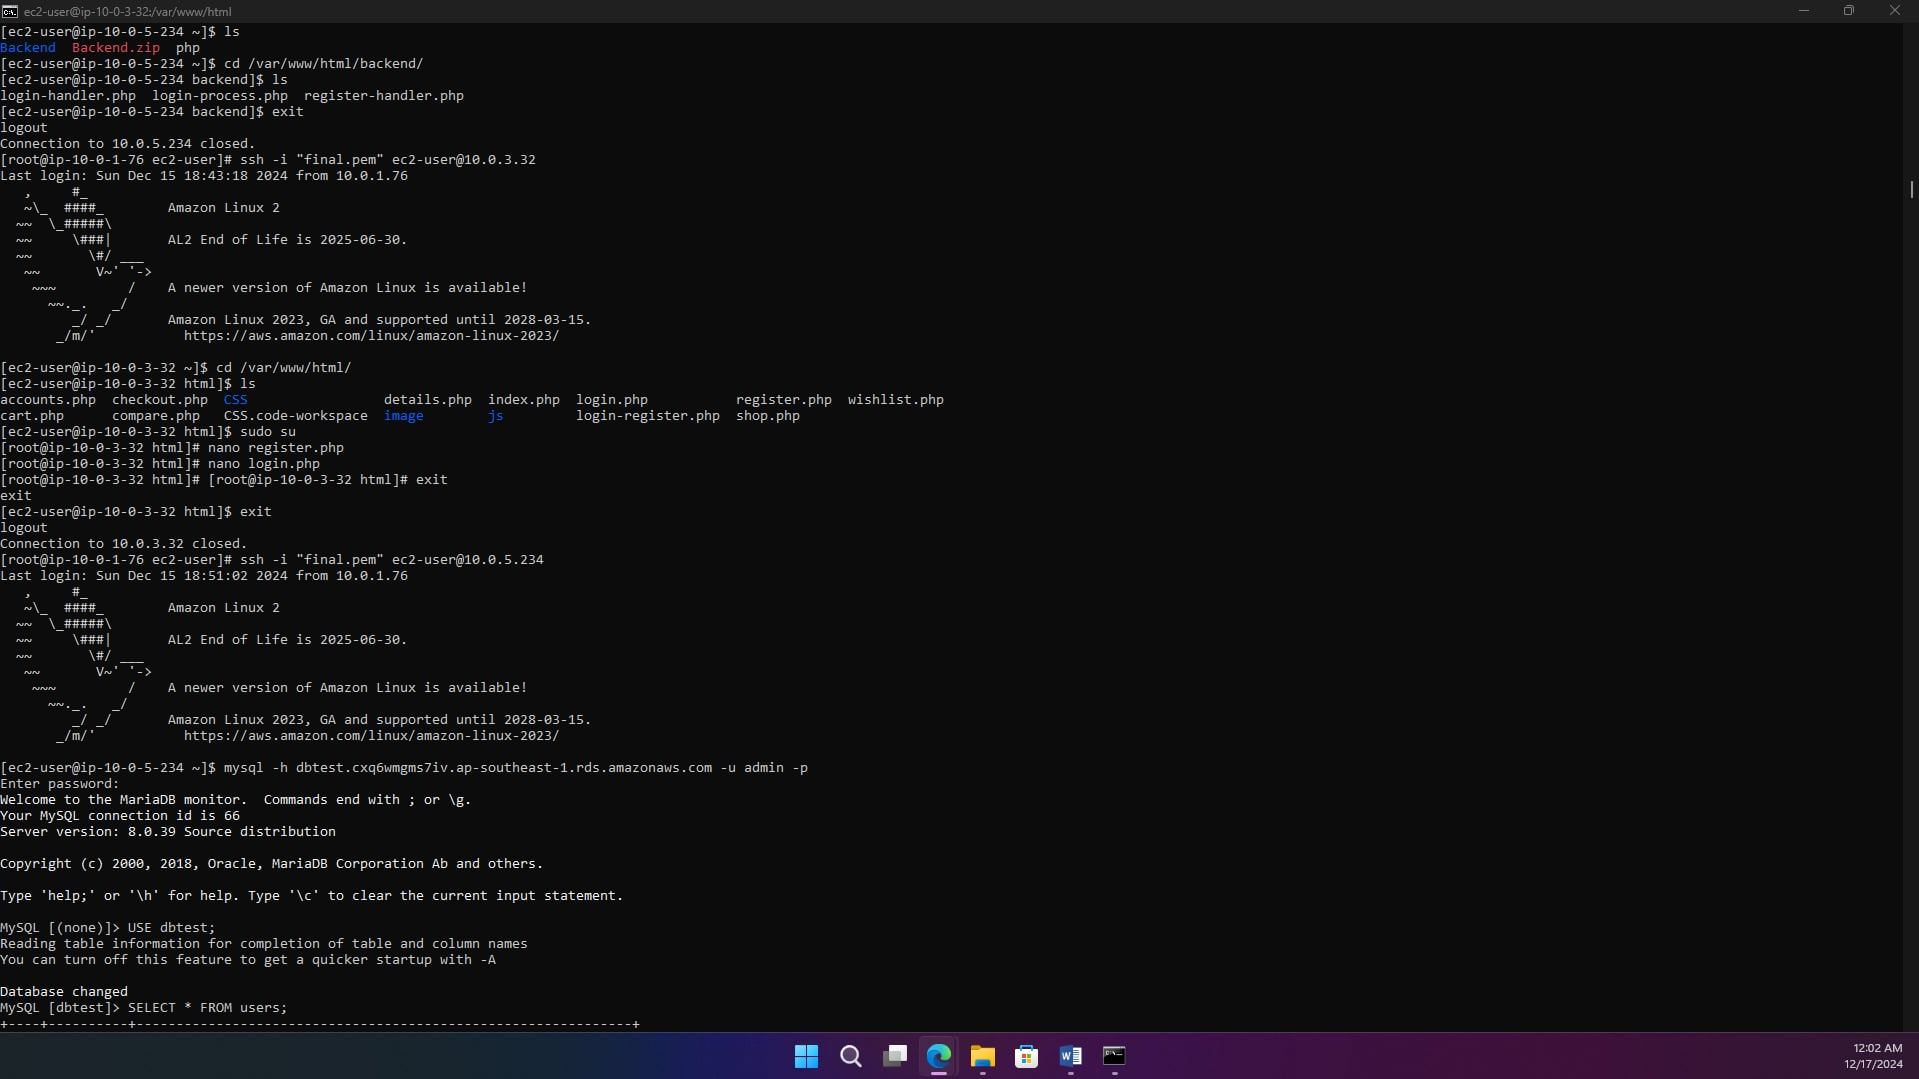 ec2-user@ip-10-0-3-32:/var/www/html
[ec2-user@ip-10-0-5-234 ~]$ ls
Backend  Backend.zip  php
[ec2-user@ip-10-0-5-234 ~]$ cd /var/www/html/backend/
[ec2-user@ip-10-0-5-234 backend]$ ls
login-handler.php  login-process.php  register-handler.php
[ec2-user@ip-10-0-5-234 backend]$ exit
logout
Connection to 10.0.5.234 closed.
[root@ip-10-0-1-76 ec2-user]# ssh -i "final.pem" ec2-user@10.0.3.32
Last login: Sun Dec 15 18:43:18 2024 from 10.0.1.76
   ,     #_
   ~\_  ####_          Amazon Linux 2
  ~~  \_#####\
  ~~     \###|       AL2 End of Life is 2025-06-30.
  ~~       \#/ ___
   ~~       V~' '->
    ~~~         /    A newer version of Amazon Linux is available!
      ~~._.   _/
         _/ _/         Amazon Linux 2023, GA and supported until 2028-03-15.
       _/m/'           https://aws.amazon.com/linux/amazon-linux-2023/
[ec2-user@ip-10-0-3-32 ~]$ cd /var/www/html/
[ec2-user@ip-10-0-3-32 html]$ ls
accounts.php  checkout.php  CSS                 details.php  index.php  login.php           register.php  wishlist.php
cart.php      compare.php   CSS.code-workspace  image        js         login-register.php  shop.php
[ec2-user@ip-10-0-3-32 html]$ sudo su
[root@ip-10-0-3-32 html]# nano register.php
[root@ip-10-0-3-32 html]# nano login.php
[root@ip-10-0-3-32 html]# [root@ip-10-0-3-32 html]# exit
exit
[ec2-user@ip-10-0-3-32 html]$ exit
logout
Connection to 10.0.3.32 closed.
[root@ip-10-0-1-76 ec2-user]# ssh -i "final.pem" ec2-user@10.0.5.234
Last login: Sun Dec 15 18:51:02 2024 from 10.0.1.76
   ,     #_
   ~\_  ####_          Amazon Linux 2
  ~~  \_#####\
  ~~     \###|       AL2 End of Life is 2025-06-30.
  ~~       \#/ ___
   ~~       V~' '->
    ~~~         /    A newer version of Amazon Linux is available!
      ~~._.   _/
         _/ _/         Amazon Linux 2023, GA and supported until 2028-03-15.
       _/m/'           https://aws.amazon.com/linux/amazon-linux-2023/
[ec2-user@ip-10-0-5-234 ~]$ mysql -h dbtest.cxq6wmgms7iv.ap-southeast-1.rds.amazonaws.com -u admin -p
Enter password:
Welcome to the MariaDB monitor.  Commands end with ; or \g.
Your MySQL connection id is 66
Server version: 8.0.39 Source distribution
Copyright (c) 2000, 2018, Oracle, MariaDB Corporation Ab and others.
Type 'help;' or '\h' for help. Type '\c' to clear the current input statement.
MySQL [(none)]> USE dbtest;
Reading table information for completion of table and column names
You can turn off this feature to get a quicker startup with -A
Database changed
MySQL [dbtest]> SELECT * FROM users;
+----+----------+--------------------------------------------------------------+
12:02 AM
12/17/2024